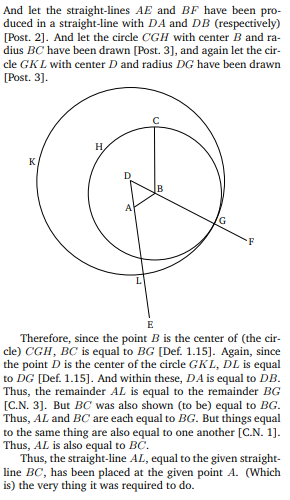 And let the straight-lines AE and BF have been pro-
duced in a straight-line with DA and DB (respectively)
[Post. 2]. And let the circle CGH with center B and ra-
dius BC have been drawn [Post. 3], and again let the cir-
cle GKL with center D and radius DG have been drawn
[Post. 3].
C
H
K
D
B
A
G
F
L
E
Therefore, since the point B is the center of (the cir-
cle) CGH, BC is equal to BG [Def. 1.15]. Again, since
the point D is the center of the circle GKL, DL is equal
to DG [Def. 1.15]. And within these, DA is equal to DB.
Thus, the remainder AL is equal to the remainder BG
[C.N. 3]. But BC was also shown (to be) equal to BG.
Thus, AL and BC are each equal to BG. But things equal
to the same thing are also equal to one another [C.N. 1].
Thus, AL is also equal to BC.
Thus, the straight-line AL, equal to the given straight-
line BC, has been placed at the given point A. (Which
is) the very thing it was required to do.